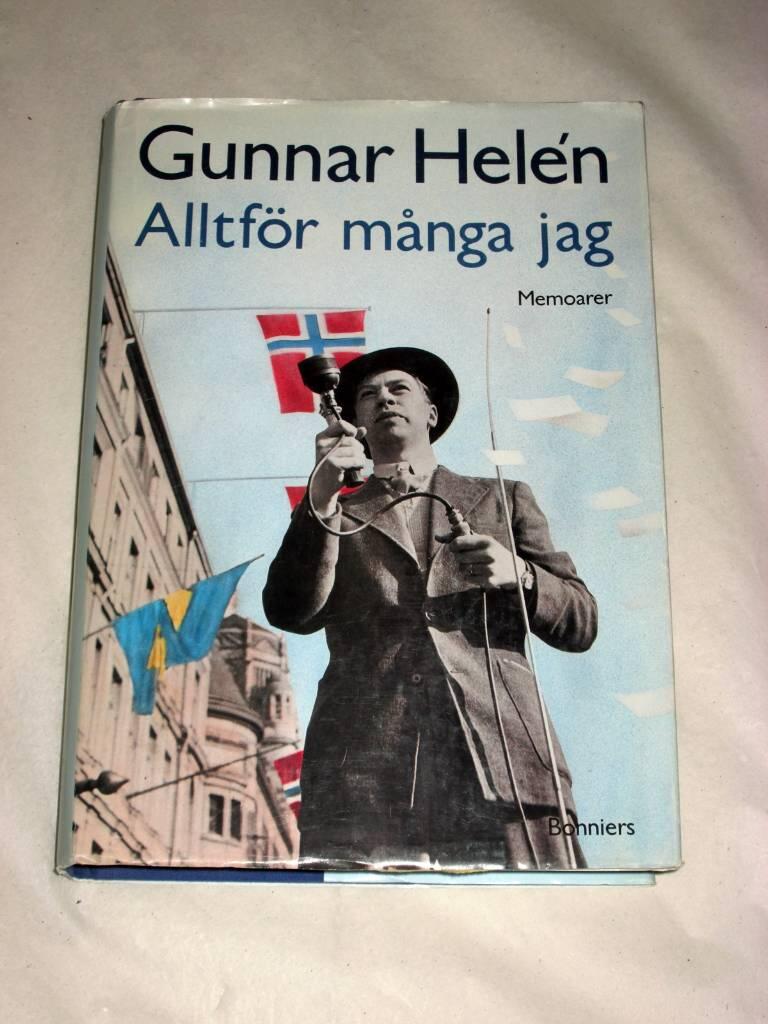 Gunnar Helén
Alltför många jag
Memoarer
Bonniers